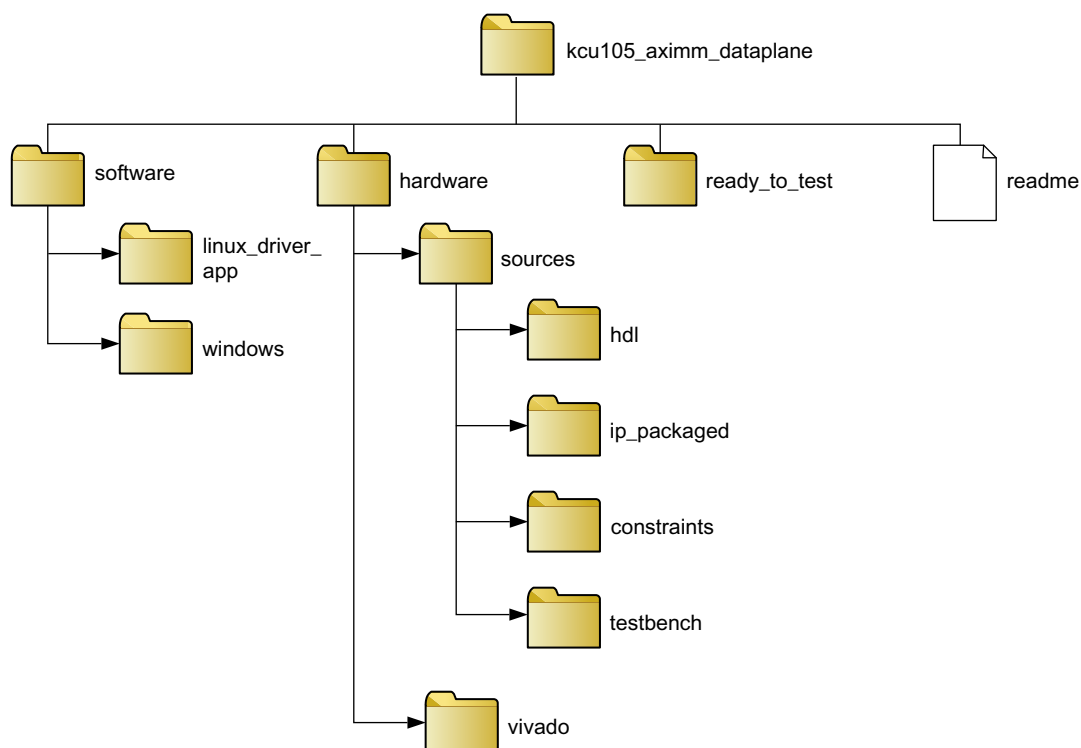 kcu105_aximm_dataplane
software
hardware
ready_to_test
readme
linux_driver_
app
sources
windows
hdl
ip_packaged
constraints
testbench
vivado